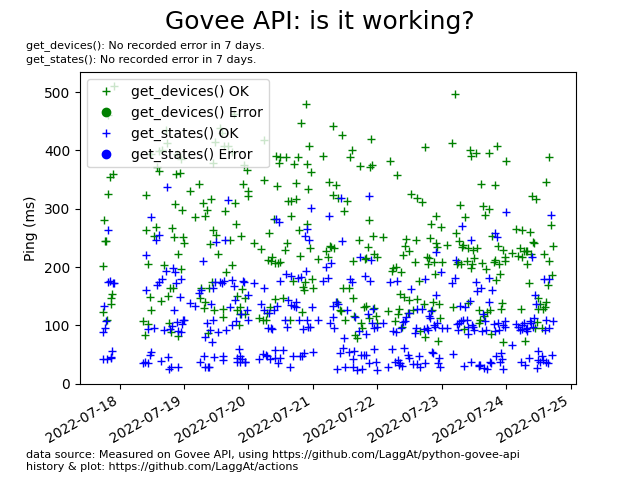 Govee API: is it working?
get_devices(): No recorded error in 7 days.
get_states(): No recorded error in 7 days.
get_devices() OK
get_devices() Error
get_states() OK
get_states() Error
Ping (ms)
500
400
300
200
100
0
2022-07-18
2022-07-19
2022-07-20
2022-07-21
2022-07-22
2022-07-23
2022-07-24
2022-07-25
data source: Measured on Govee API, using https://github.com/LaggAt/python-govee-api
history & plot: https://github.com/LaggAt/actions